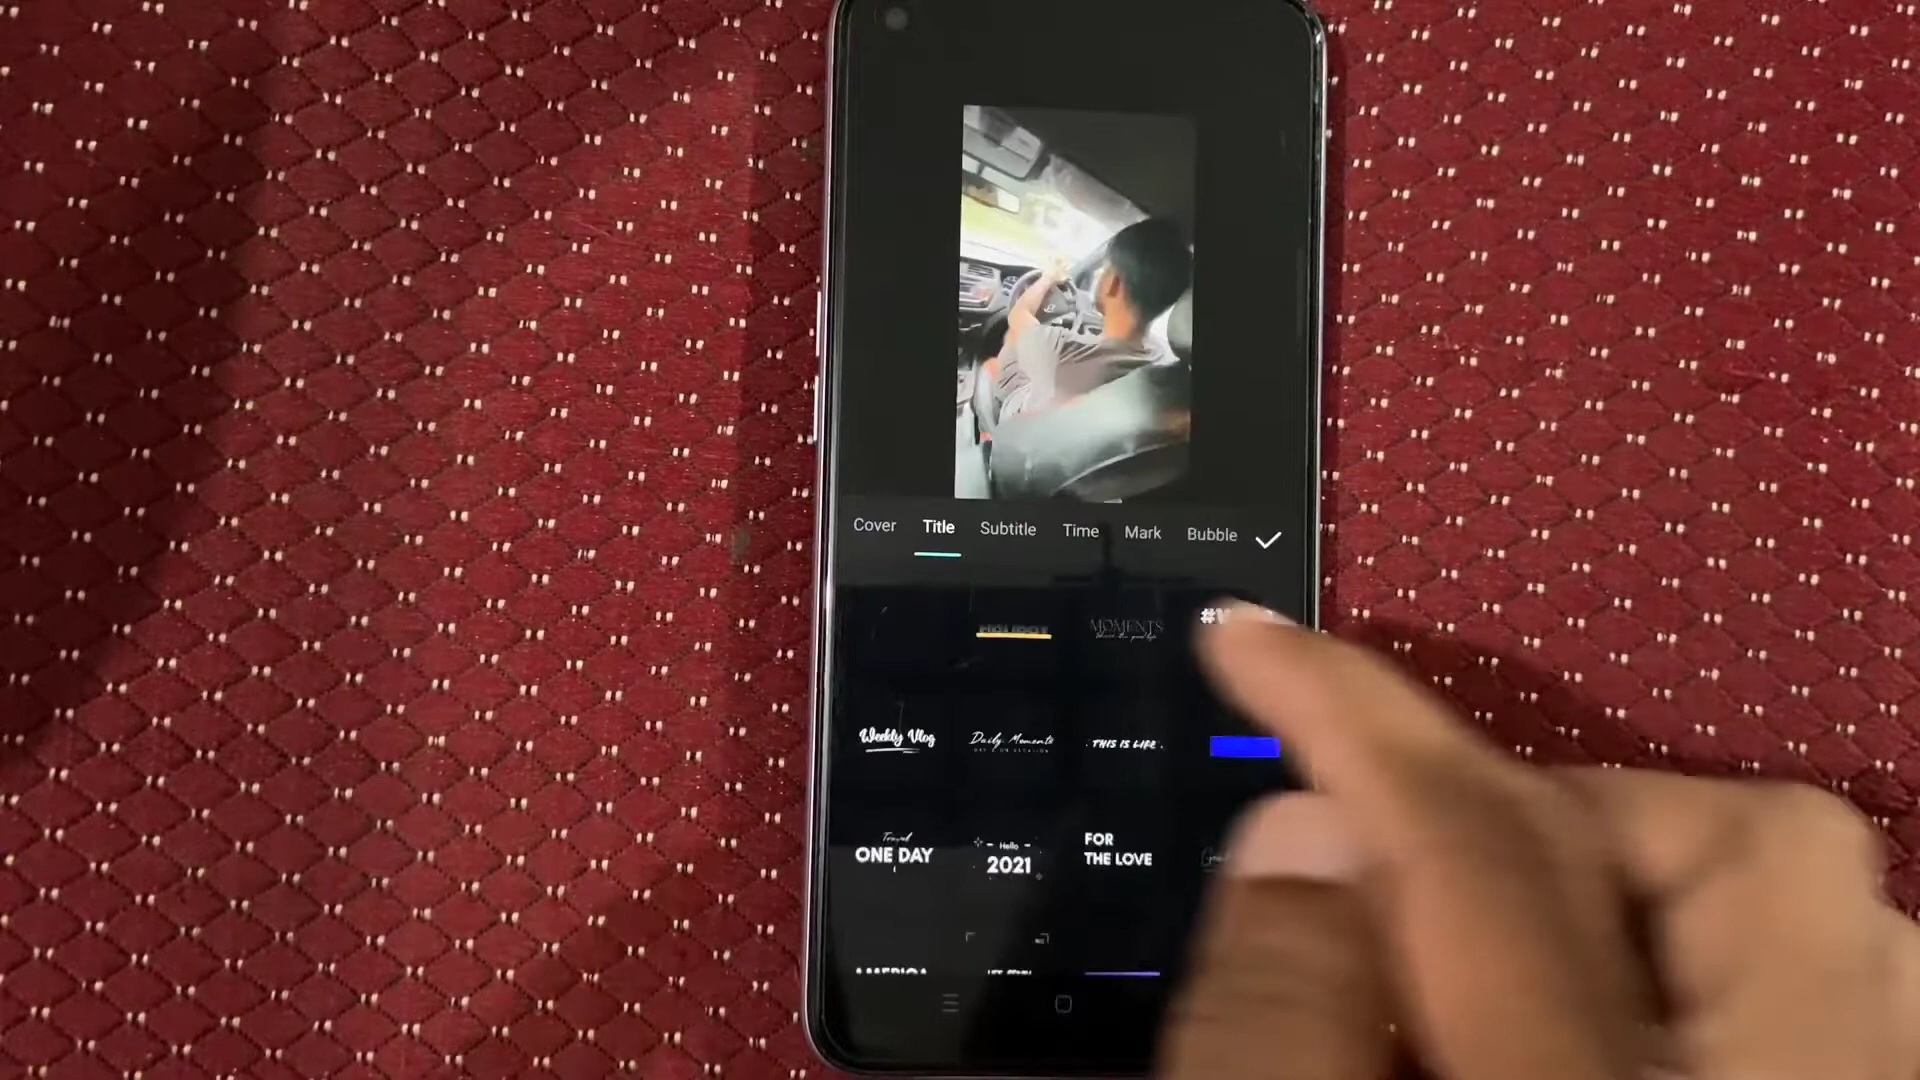 Cover Title Subtitle Time Mark Bubble
MOMENTS
Weekly Vlog
Daily Moments
THIS IS LIFE
Travel
ONE DAY
Hello
2021
FOR
THE LOVE
AMERICA